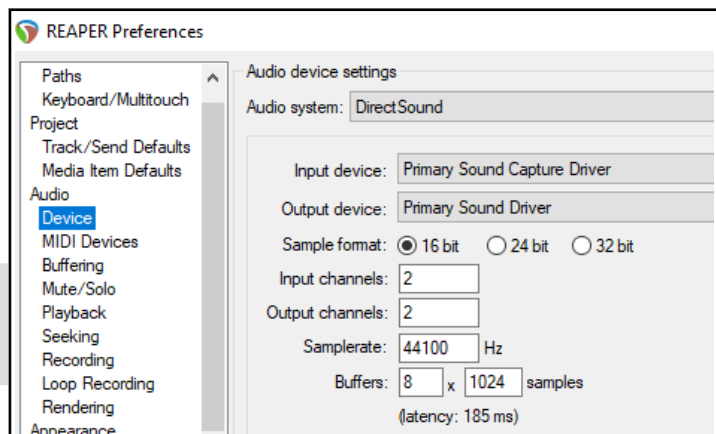 REAPER Preferences
Paths
Keyboard/Multitouch
Project
Track/Send Defaults
Media Item Defaults
Audio
Device
MIDI Devices
Buffering
Mute/Solo
Playback
Seeking
Recording
Loop Recording
Rendering
Appearance
Audio device settings
Audio system: DirectSound
Input device: Primary Sound Capture Driver
Output device: Primary Sound Driver
Sample format: 16 bit 24 bit 32 bit
Input channels: 2
Output channels: 2
Samplerate: 44100 Hz
Buffers: 8 x 1024 samples
(latency: 185 ms)